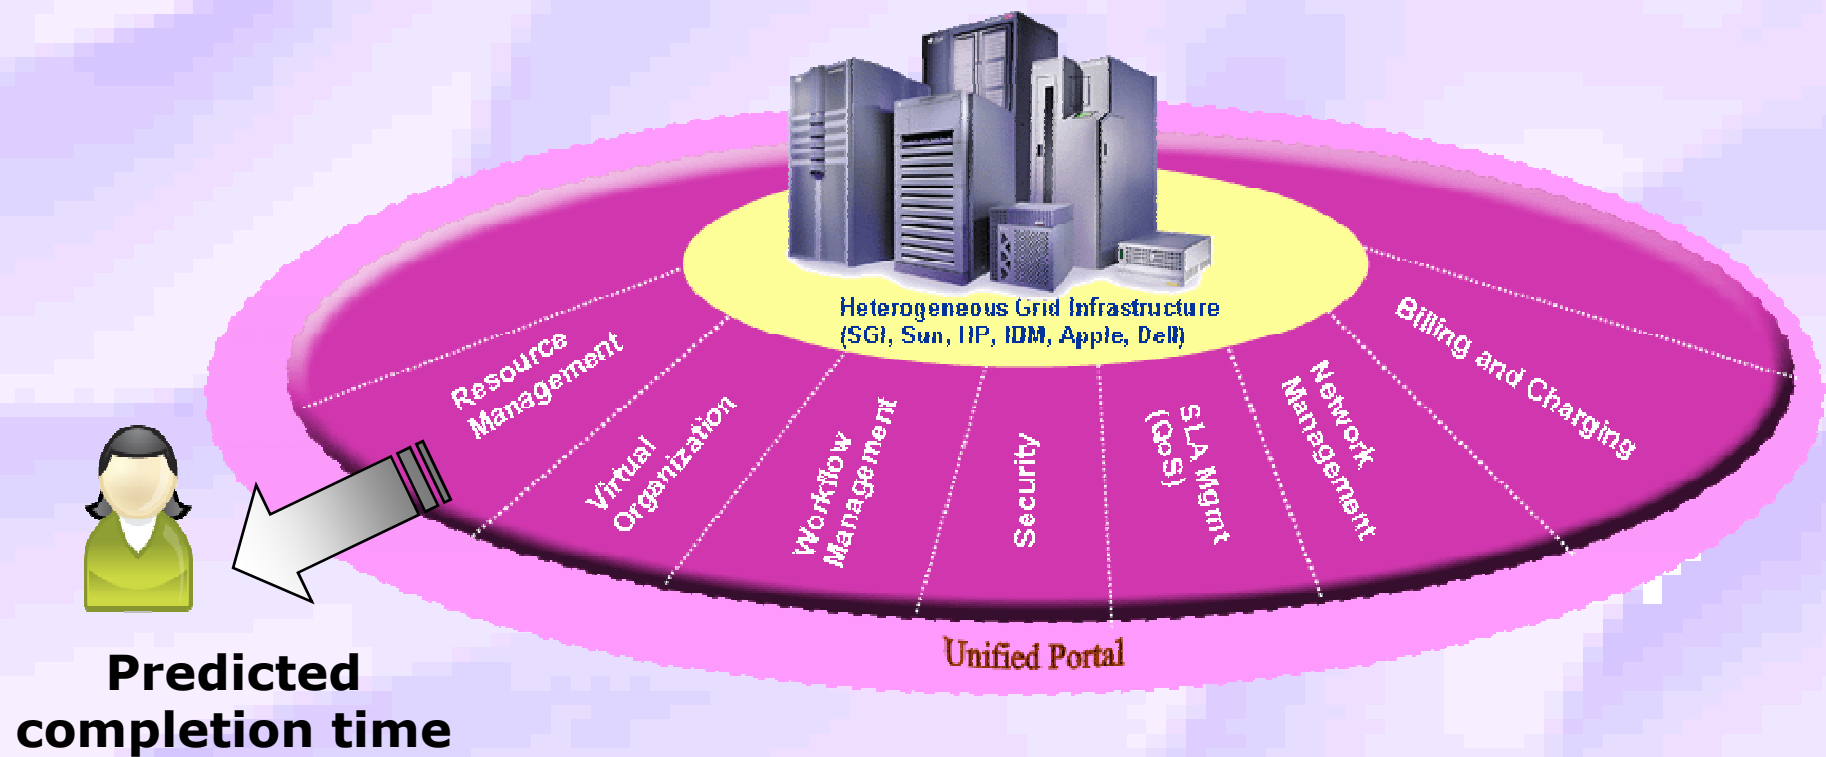 Heterogeneous Grid Infrastructure
(SGI, Sun, HP, IBM, Apple, Dell)
Resource
Management
Virtual
Organization
Workflow
Management
Security
SLA Mgmt
(QoS)
Network
Management
Billing and Charging
Unified Portal
Predicted
completion time